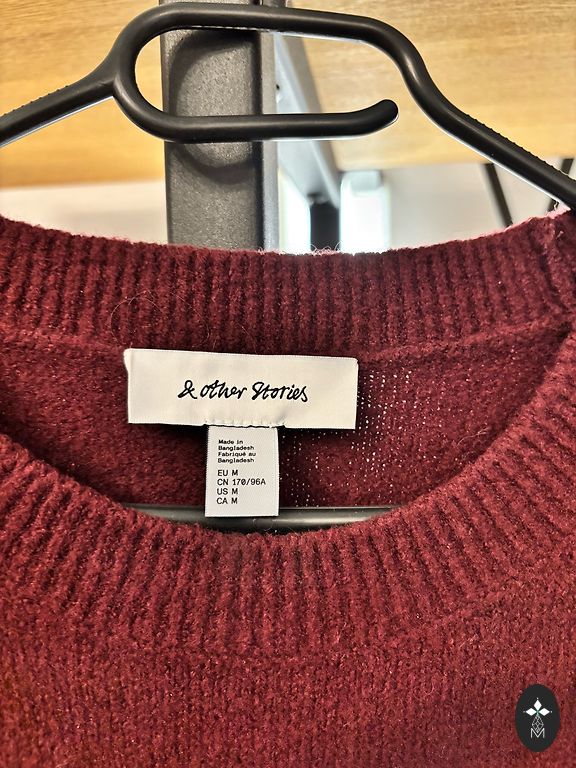 & other Stories
Made in
Bangladesh
Fabriqué au
Bangladesh
EU M
CN 170/96A
US M
CA M
M